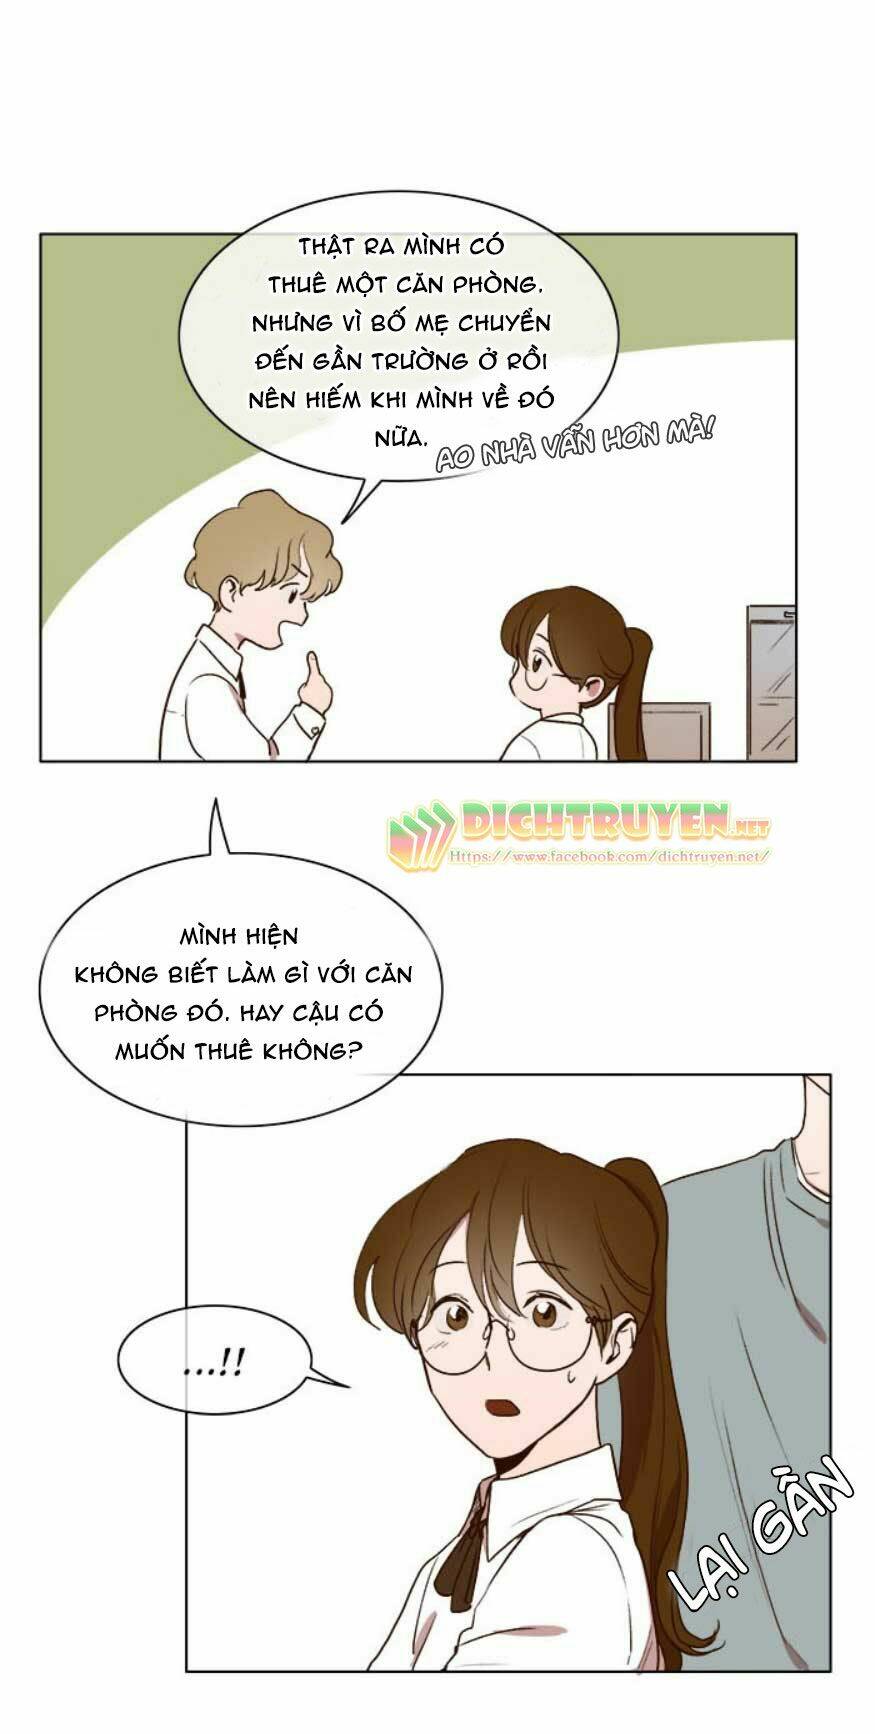 THẬT RA MÌNH CÓ
THUÊ MỘT CĂN PHÒNG,
NHƯNG VÌ BỐ MẸ CHUYỂN
ĐẾN GẦN TRƯỜNG Ở RỒI
NÊN HIẾM KHI MÌNH VỀ ĐÓ
NỮA.
AO NHÀ VẪN HƠN MÀ!
DICHTRUYEN.NET
Https://www.facebook.com/dichtruyen.net/
MÌNH HIỆN
KHÔNG BIẾT LÀM GÌ VỚI CĂN
PHÒNG ĐÓ. HAY CẬU CÓ
MUỐN THUÊ KHÔNG?
...!!
LẠI GẦN